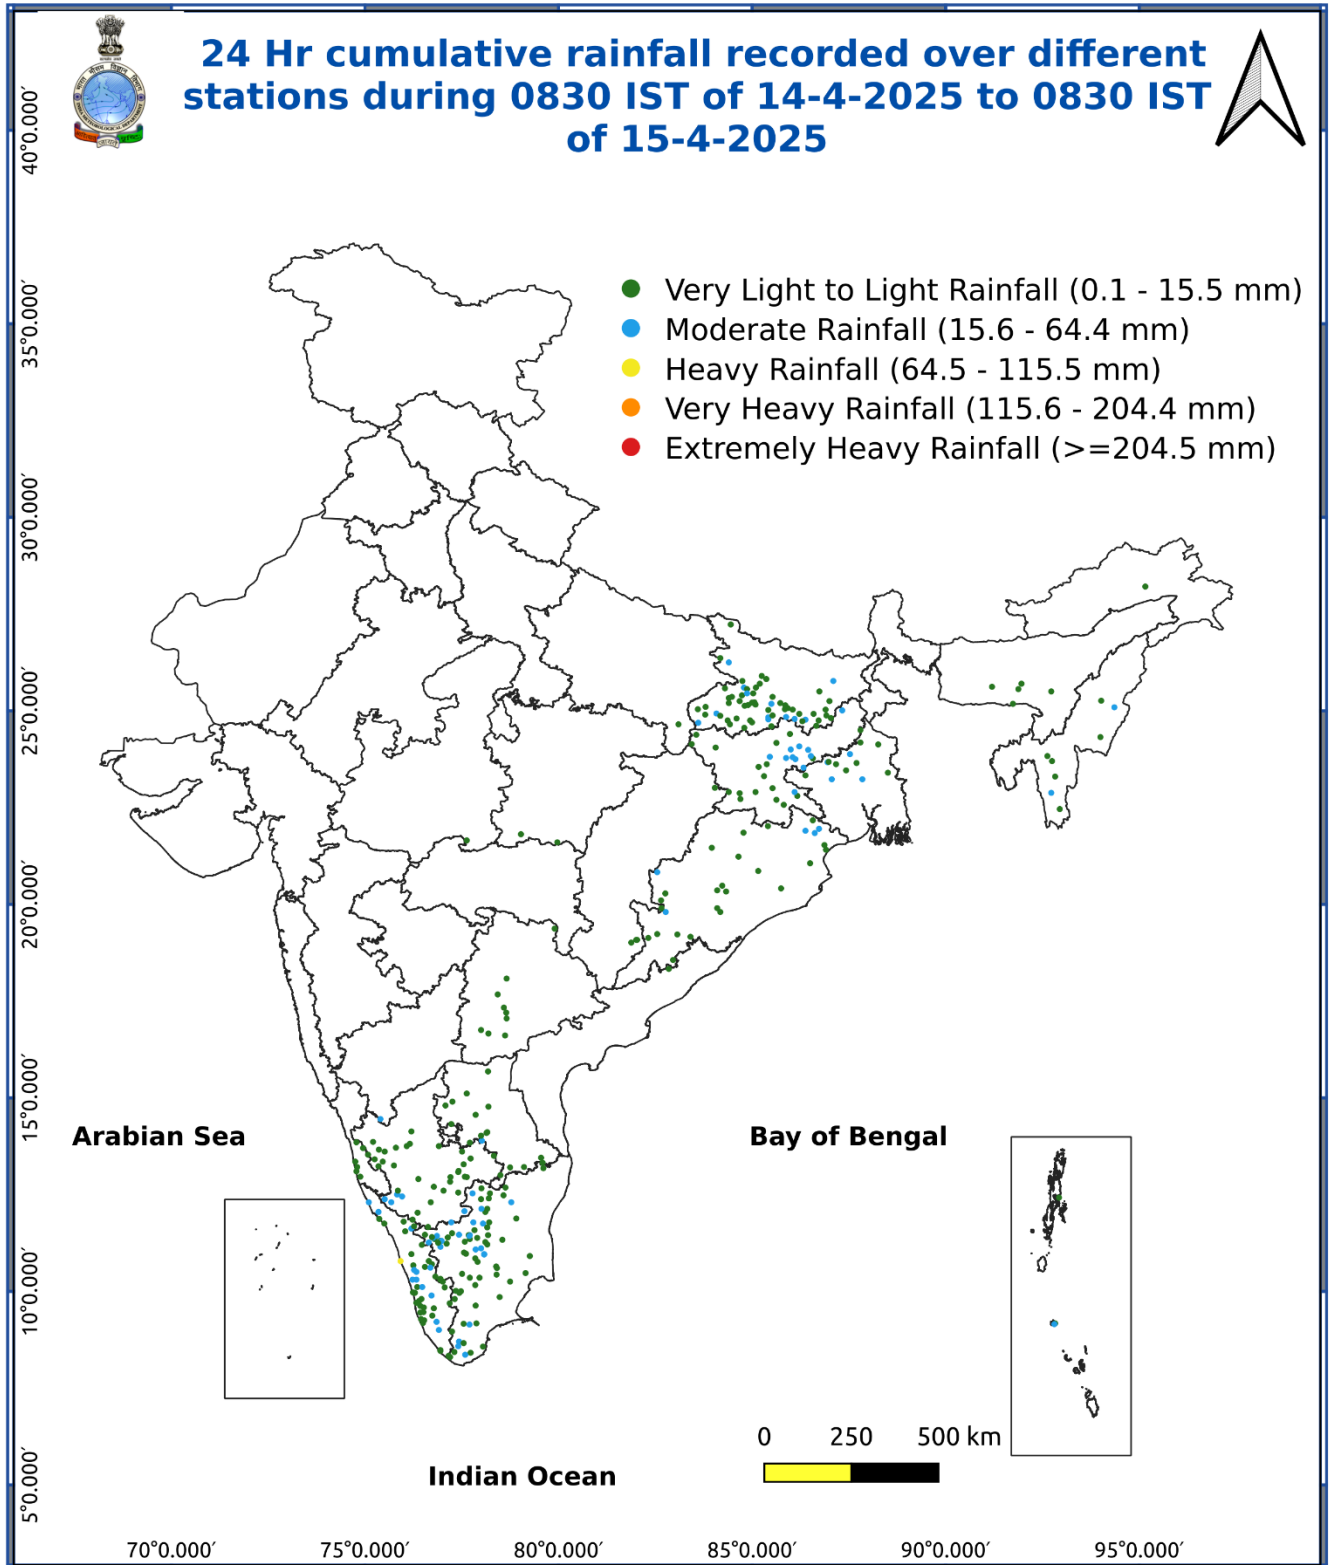 24 Hr cumulative rainfall recorded over different
stations during 0830 IST of 14-4-2025 to 0830 IST
of 15-4-2025
40°0.000′
35°0.000′
30°0.000′
25°0.000′
20°0.000′
15°0.000′
10°0.000′
5°0.000′
Very Light to Light Rainfall (0.1 - 15.5 mm)
Moderate Rainfall (15.6 - 64.4 mm)
Heavy Rainfall (64.5 - 115.5 mm)
Very Heavy Rainfall (115.6 - 204.4 mm)
Extremely Heavy Rainfall (>=204.5 mm)
Arabian Sea
Bay of Bengal
0 250 500 km
Indian Ocean
70°0.000′ 75°0.000′ 80°0.000′ 85°0.000′ 90°0.000′ 95°0.000′